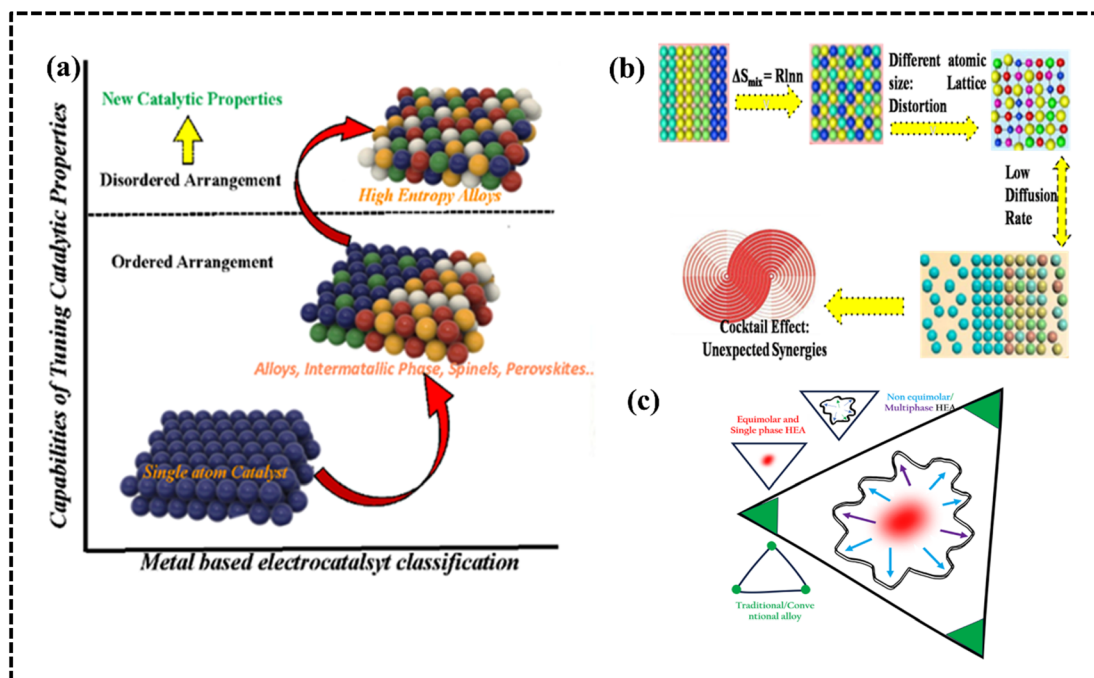 (a)
Capabilities of Tuning Catalytic Properties
New Catalytic Properties
Disordered Arrangement
High Entropy Alloys
Ordered Arrangement
Alloys, Intermatallic Phase, Spinels, Perovskites..
Single atom Catalyst
Metal based electrocatalsyt classification
(b)
ΔSmix = Rlnn
Different atomic
size: Lattice
Distortion
Low
Diffusion
Rate
Cocktail Effect:
Unexpected Synergies
(c)
Equimolar and
Single phase HEA
Non equimolar/
Multiphase HEA
Traditional/Conve
ntional alloy